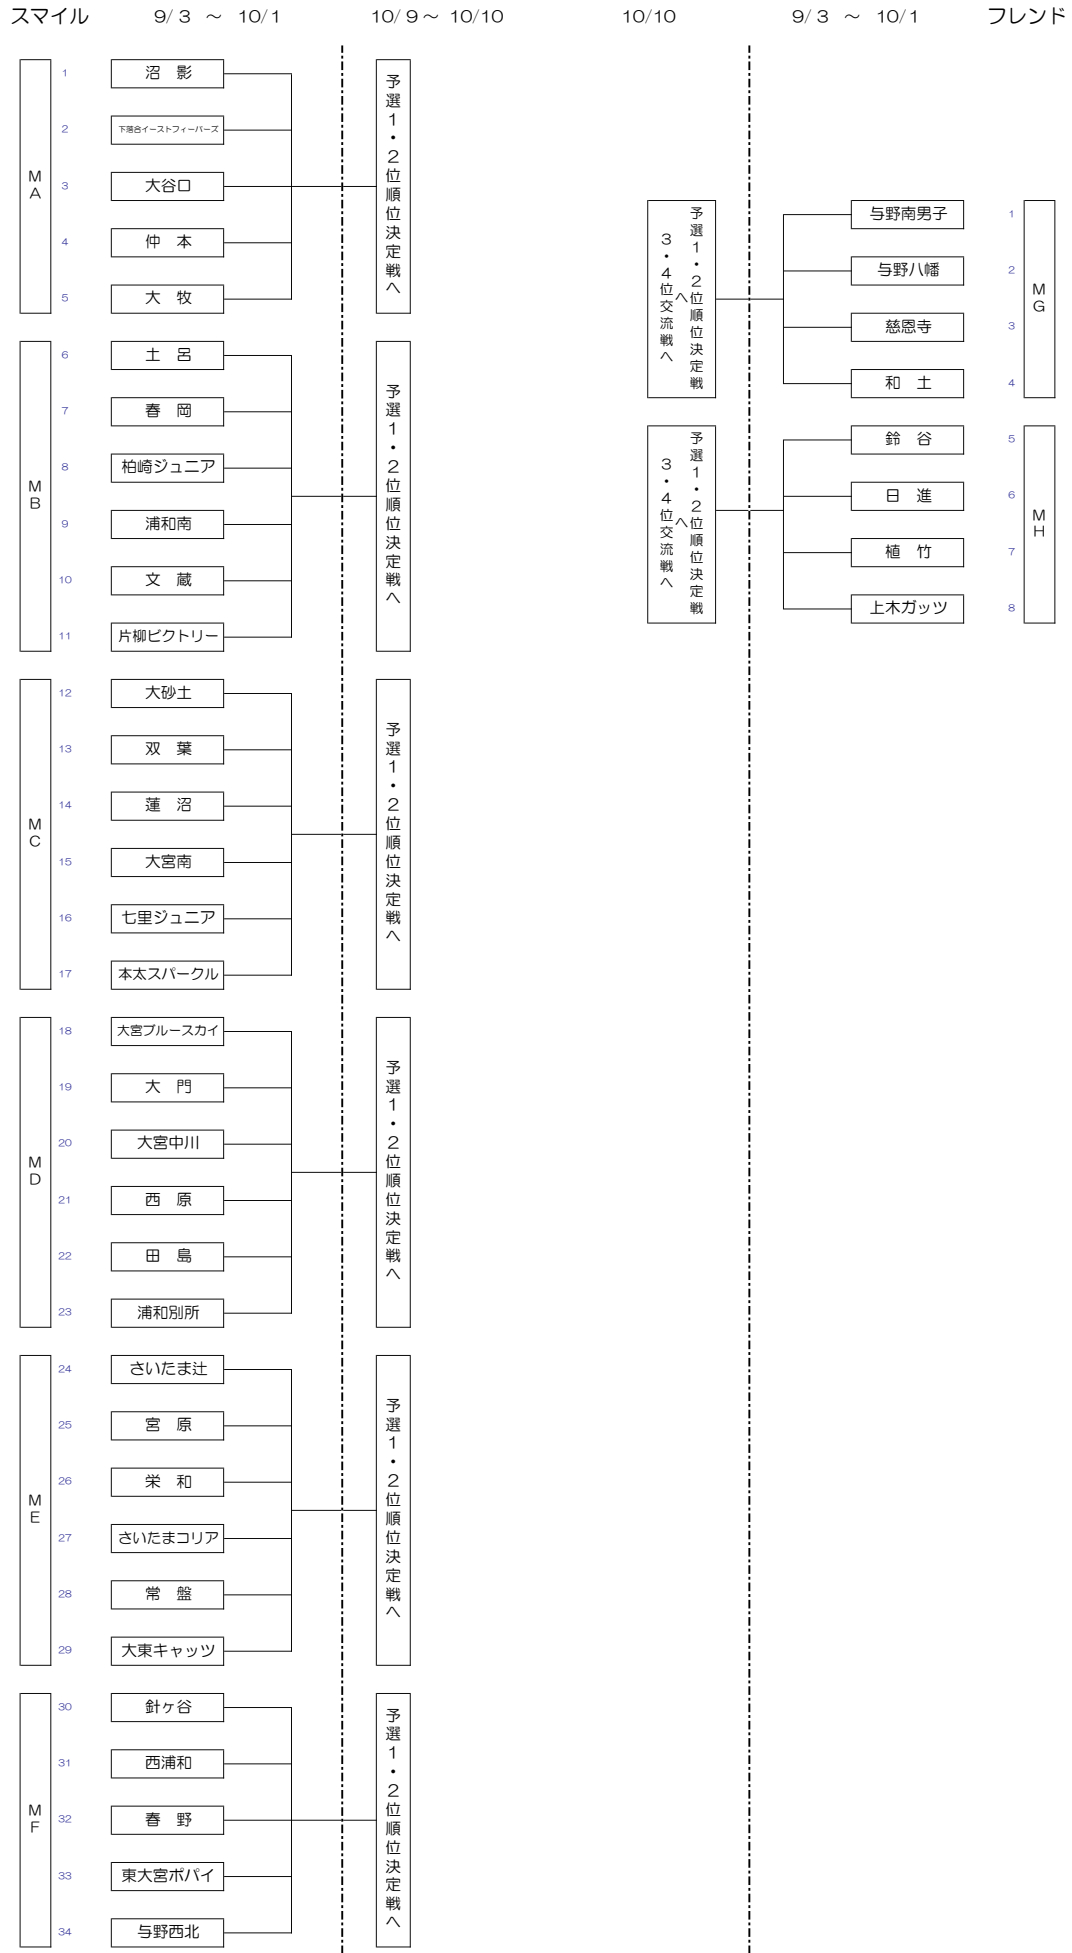 スマイル
9/3 ～ 10/1
10/9～ 10/10
10/10
9/3 ～ 10/1
フレンド
MA
1
沼 影
2
下落合イーストフィーバーズ
3
大谷口
4
仲 本
5
大 牧
予選1・2位順位決定戦へ
MB
6
土 呂
7
春 岡
8
柏崎ジュニア
9
浦和南
10
文 蔵
11
片柳ビクトリー
予選1・2位順位決定戦へ
MC
12
大砂土
13
双 葉
14
蓮 沼
15
大宮南
16
七里ジュニア
17
本太スパークル
予選1・2位順位決定戦へ
MD
18
大宮ブルースカイ
19
大 門
20
大宮中川
21
西 原
22
田 島
23
浦和別所
予選1・2位順位決定戦へ
ME
24
さいたま辻
25
宮 原
26
栄 和
27
さいたまコリア
28
常 盤
29
大東キャッツ
予選1・2位順位決定戦へ
MF
30
針ヶ谷
31
西浦和
32
春 野
33
東大宮ポパイ
34
与野西北
予選1・2位順位決定戦へ
予選1・2位順位決定戦
へ
3・4位交流戦へ
与野南男子
1
与野八幡
2
慈恩寺
3
和 土
4
MG
予選1・2位順位決定戦
へ
3・4位交流戦へ
鈴 谷
5
日 進
6
植 竹
7
上木ガッツ
8
MH